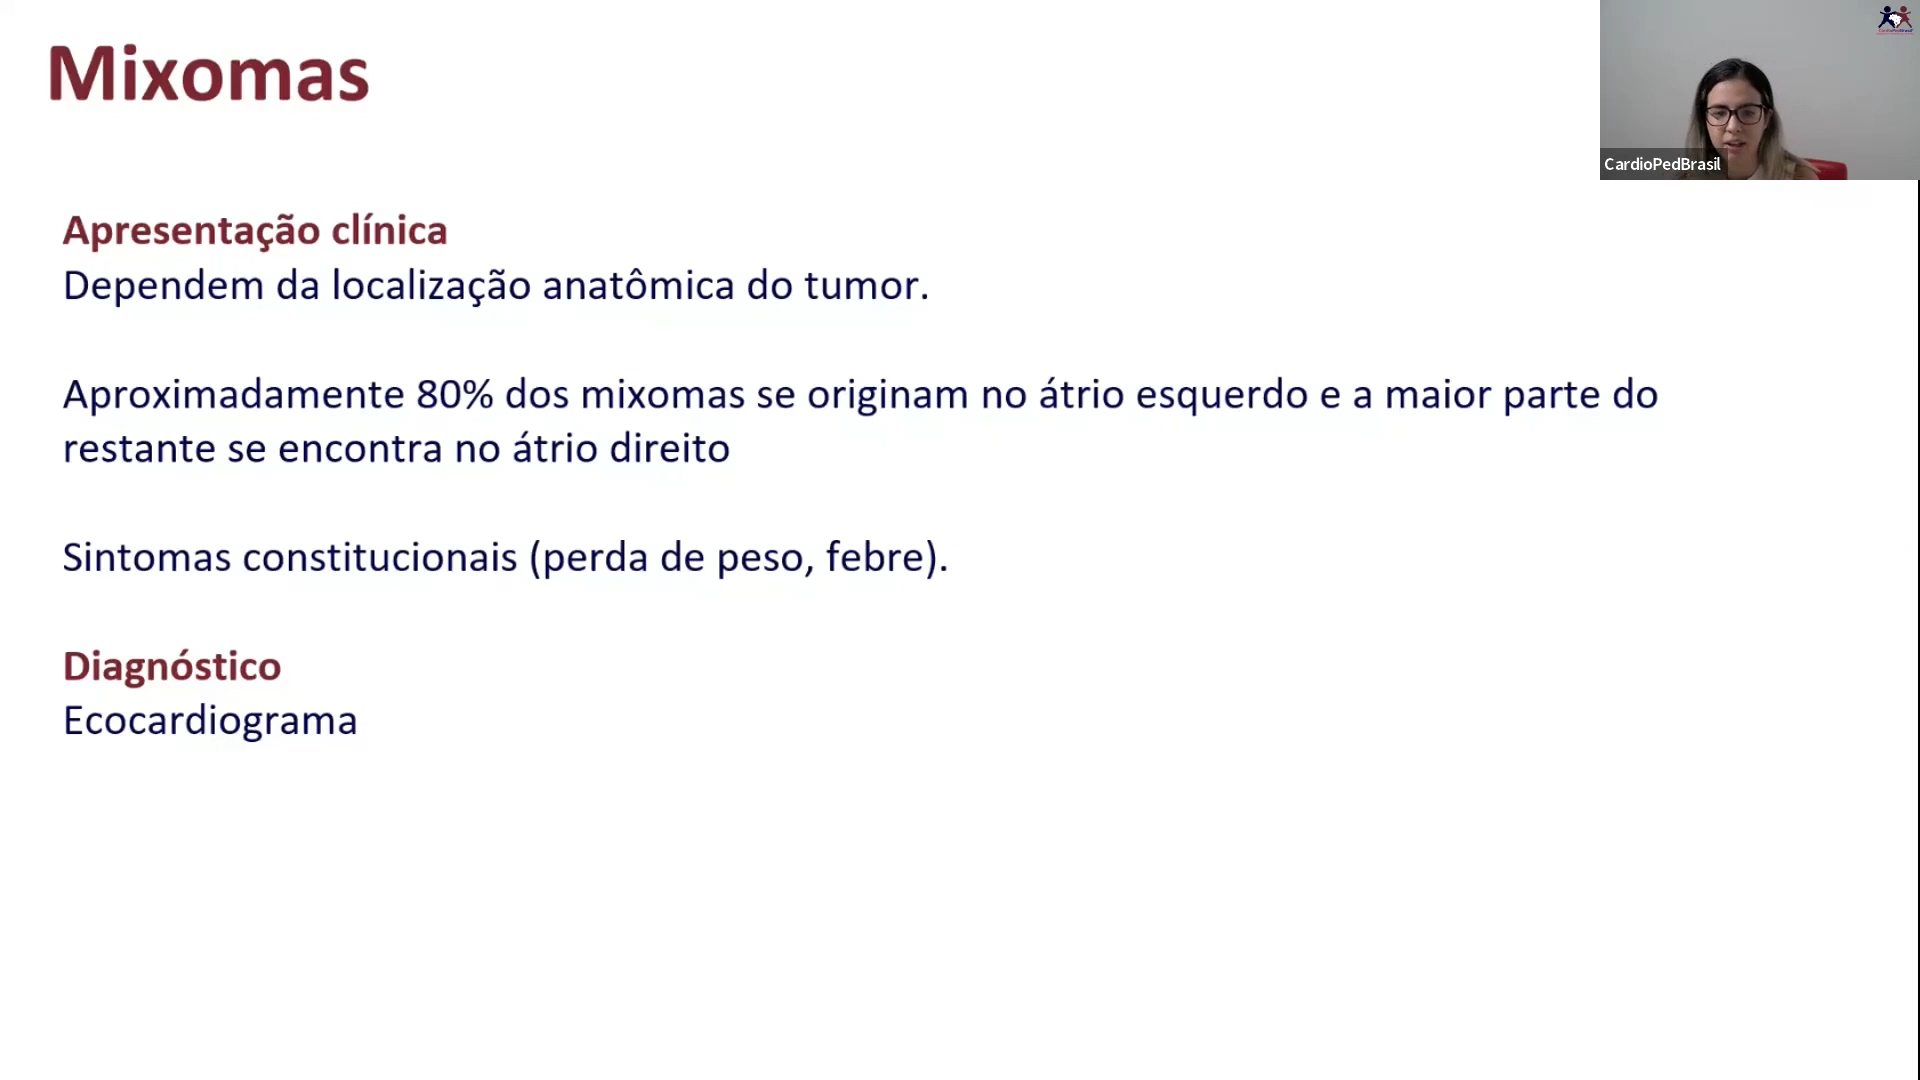 Mixomas
CardioPedBrasil
Apresentação clínica
Dependem da localização anatômica do tumor.
Aproximadamente 80% dos mixomas se originam no átrio esquerdo e a maior parte do
restante se encontra no átrio direito
Sintomas constitucionais (perda de peso, febre).
Diagnóstico
Ecocardiograma